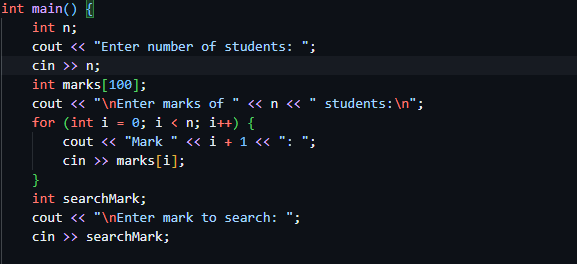 int main() {
    int n;
    cout << "Enter number of students: ";
    cin >> n;
    int marks[100];
    cout << "\nEnter marks of " << n << " students:\n";
    for (int i = 0; i < n; i++) {
        cout << "Mark " << i + 1 << ": ";
        cin >> marks[i];
    }
    int searchMark;
    cout << "\nEnter mark to search: ";
    cin >> searchMark;